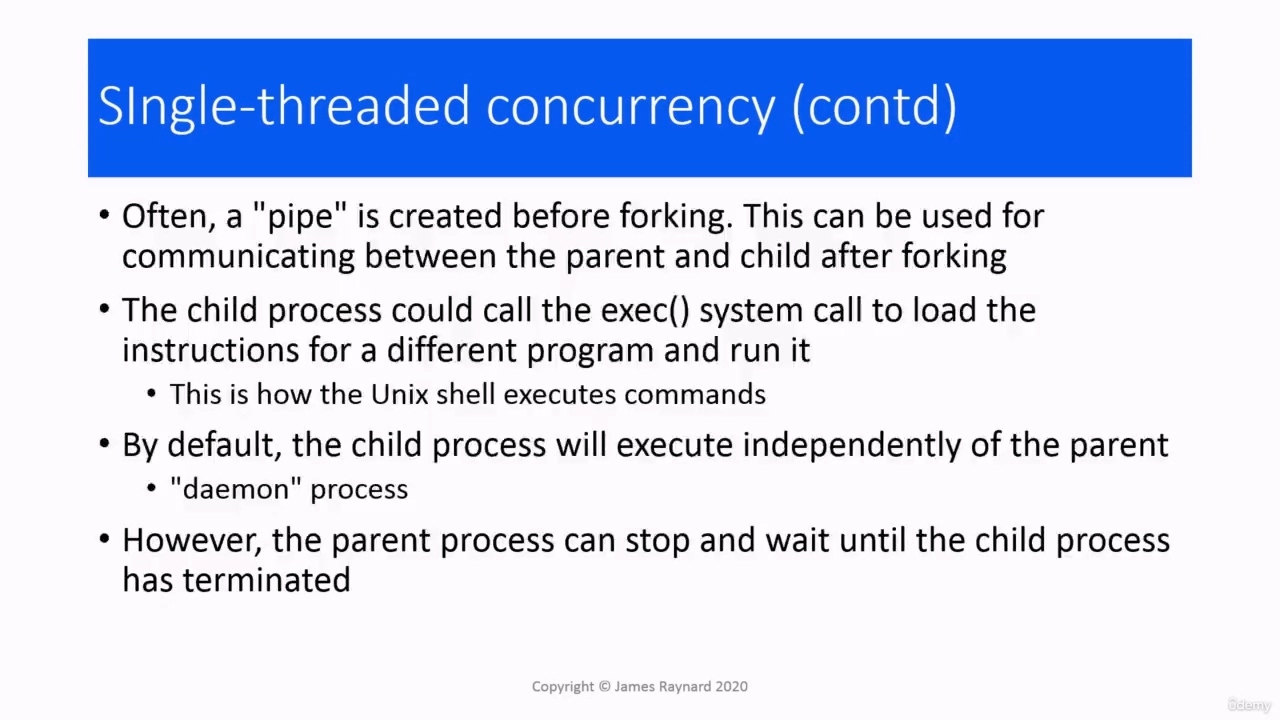 SIngle-threaded concurrency (contd)
• Often, a "pipe" is created before forking. This can be used for
communicating between the parent and child after forking
• The child process could call the exec() system call to load the
instructions for a different program and run it
• This is how the Unix shell executes commands
• By default, the child process will execute independently of the parent
• "daemon" process
• However, the parent process can stop and wait until the child process
has terminated
Copyright © James Raynard 2020
ûdemy